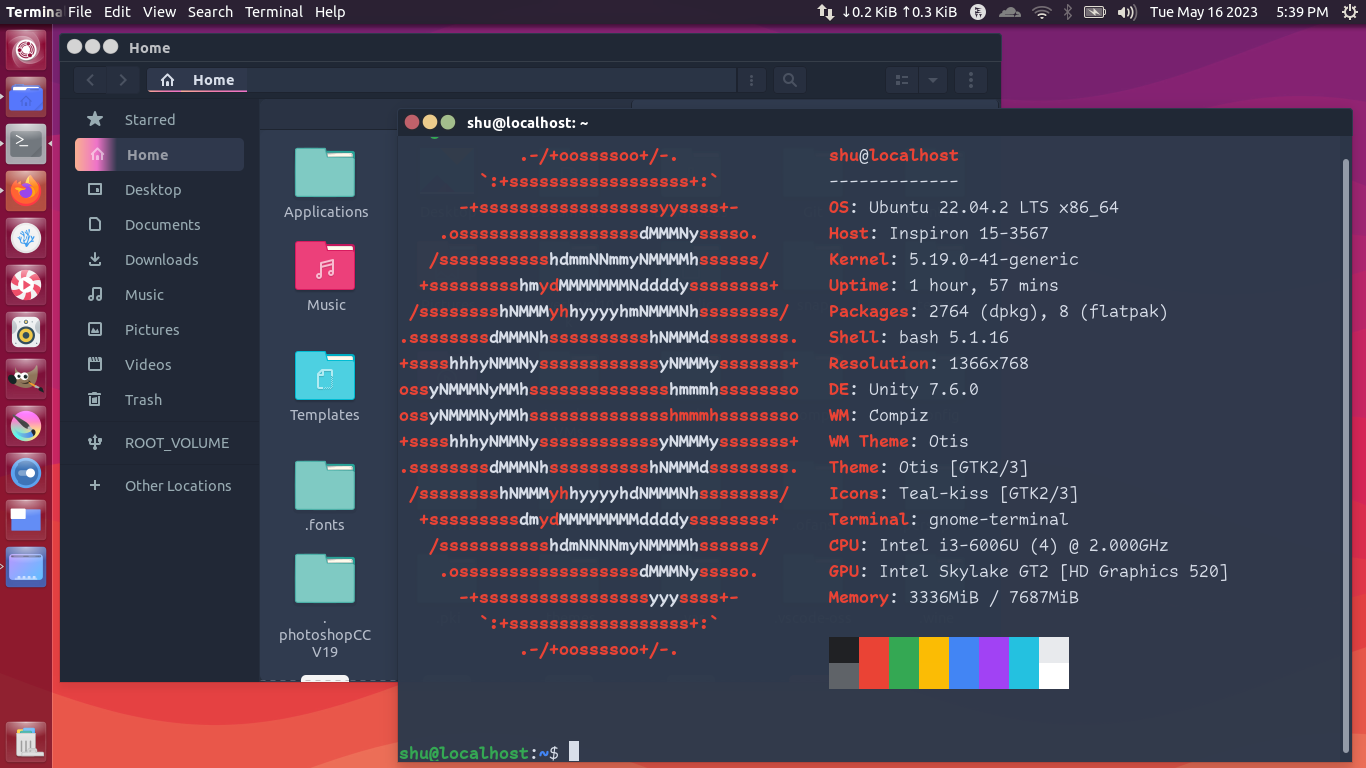 Termina File Edit View Search Terminal Help
↓0.2 KiB ↑0.3 KiB Tue May 16 2023 5:39 PM
Home
Home
Starred
Home
Desktop
Documents
Downloads
Music
Pictures
Videos
Trash
ROOT_VOLUME
Other Locations
Applications
Music
Templates
.fonts
.
photoshopCC
V19
shu@localhost: ~
.-/+oossssoo+/-.
`:+ssssssssssssssssss+:`
-+ssssssssssssssssssyyssss+-
.ossssssssssssssssssdMMMNysssso.
/ssssssssssshdmmNNmmyNMMMMhssssss/
+ssssssssshmydMMMMMMMNddddyssssssss+
/sssssssshNMMMyhhyyyyhmNMMMNhssssssss/
.ssssssssdMMMNhsssssssssshNMMMdssssssss.
+sssshhhyNMMNyssssssssssssyNMMMysssssss+
ossyNMMMNyMMhsssssssssssssshmmmhssssssso
ossyNMMMNyMMhsssssssssssssshmmmhssssssso
+sssshhhyNMMNyssssssssssssyNMMMysssssss+
.ssssssssdMMMNhsssssssssshNMMMdssssssss.
/sssssssshNMMMyhhyyyyhdNMMMNhssssssss/
+sssssssssdmydMMMMMMMMddddyssssssss+
/ssssssssssshdmNNNNmyNMMMMhssssss/
.ossssssssssssssssssdMMMNysssso.
-+sssssssssssssssssyyyssss+-
`:+ssssssssssssssssss+:`
.-/+oossssoo+/-.
shu@localhost
-------------
OS: Ubuntu 22.04.2 LTS x86_64
Host: Inspiron 15-3567
Kernel: 5.19.0-41-generic
Uptime: 1 hour, 57 mins
Packages: 2764 (dpkg), 8 (flatpak)
Shell: bash 5.1.16
Resolution: 1366x768
DE: Unity 7.6.0
WM: Compiz
WM Theme: Otis
Theme: Otis [GTK2/3]
Icons: Teal-kiss [GTK2/3]
Terminal: gnome-terminal
CPU: Intel i3-6006U (4) @ 2.000GHz
GPU: Intel Skylake GT2 [HD Graphics 520]
Memory: 3336MiB / 7687MiB
shu@localhost:~$